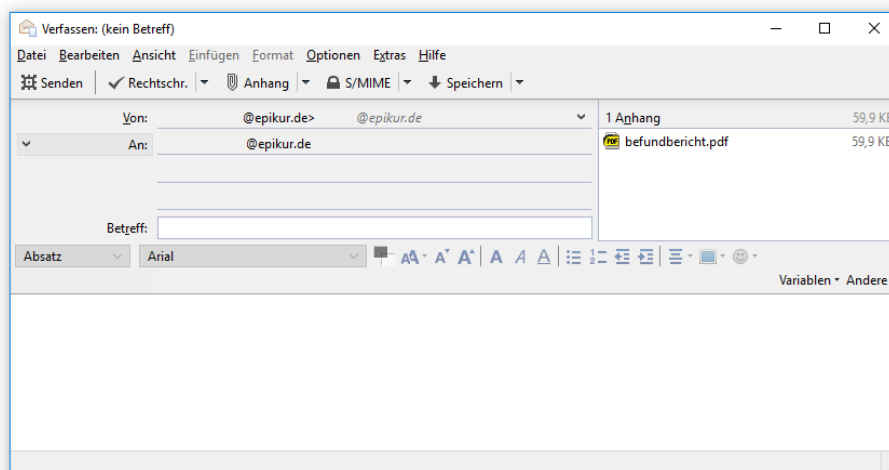 Verfassen: (kein Betreff)
Datei Bearbeiten Ansicht Einfügen Format Optionen Extras Hilfe
Senden Rechtschr. Anhang S/MIME Speichern
Von: @epikur.de> @epikur.de
An: @epikur.de
1 Anhang 59,9 KB
befundbericht.pdf 59,9 KB
Betreff:
Absatz Arial
Variablen Andere